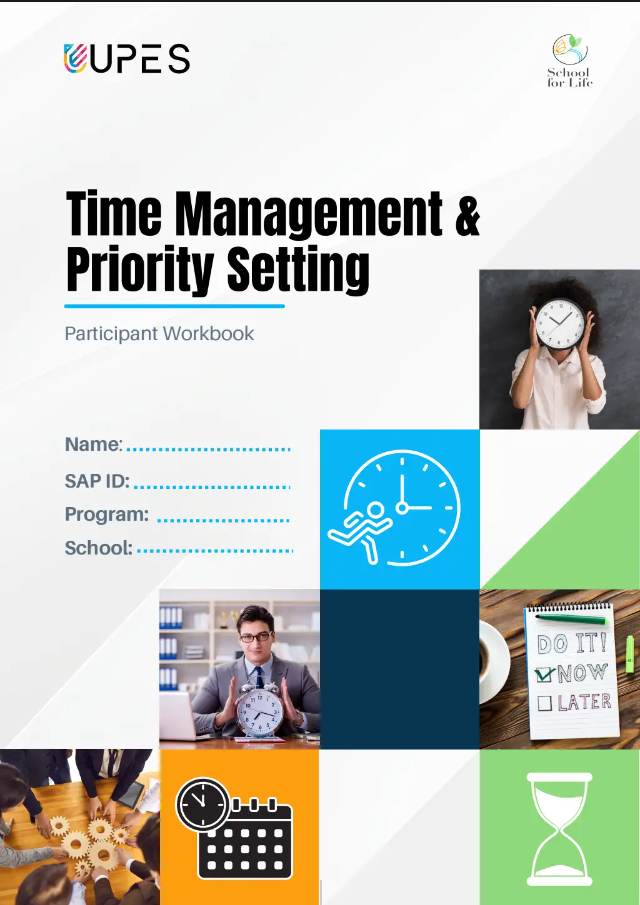 UPES
School
for Life
Time Management &
Priority Setting
Participant Workbook
Name:
SAP ID:
Program:
School:
DO IT!
NOW
LATER